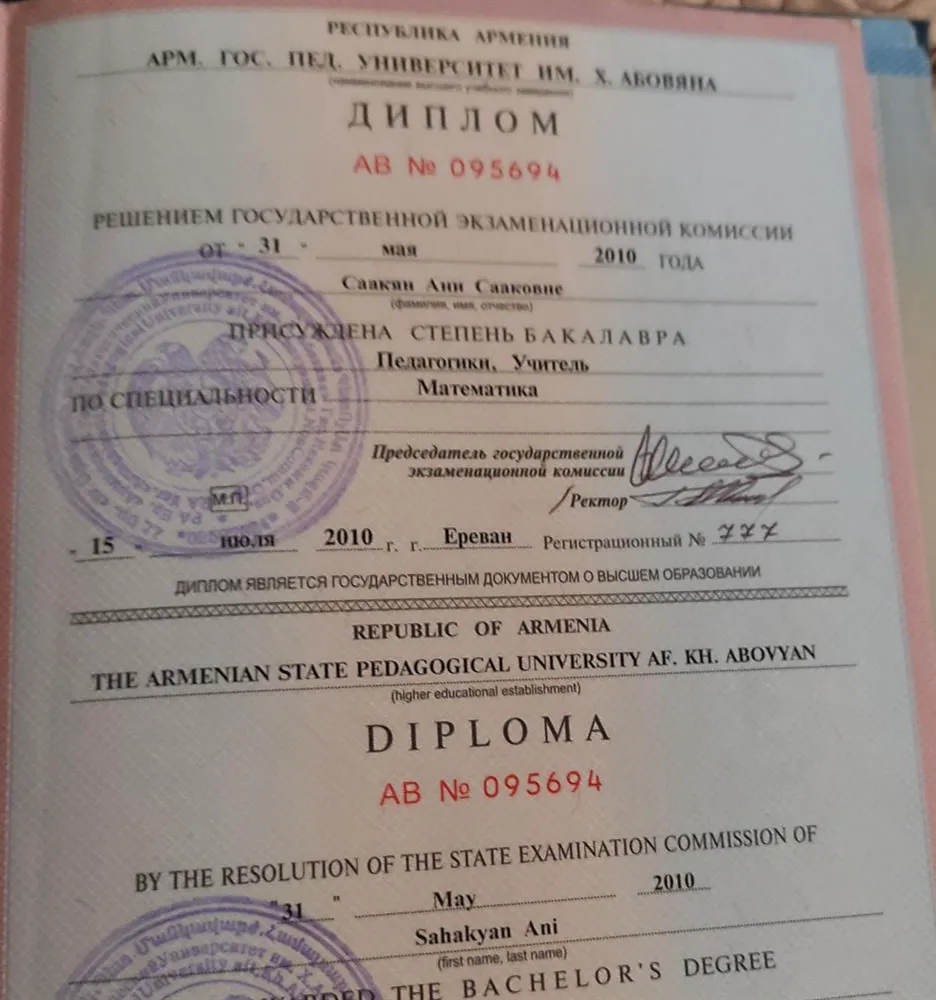 РЕСПУБЛИКА АРМЕНИЯ
АРМ. ГОС. ПЕД. УНИВЕРСИТЕТ ИМ. Х. АБОВЯНА
(наименование высшего учебного заведения)
ДИПЛОМ
АВ № 095694
РЕШЕНИЕМ ГОСУДАРСТВЕННОЙ ЭКЗАМЕНАЦИОННОЙ КОМИССИИ
ОТ " 31 " мая 2010 ГОДА
Саакян Ани Сааковне
(фамилия, имя, отчество)
ПРИСУЖДЕНА СТЕПЕНЬ БАКАЛАВРА
Педагогики, Учитель
ПО СПЕЦИАЛЬНОСТИ Математика
Председатель государственной
экзаменационной комиссии
Ректор
М.П.
" 15 " июля 2010 г. г. Ереван Регистрационный № 777
ДИПЛОМ ЯВЛЯЕТСЯ ГОСУДАРСТВЕННЫМ ДОКУМЕНТОМ О ВЫСШЕМ ОБРАЗОВАНИИ
REPUBLIC OF ARMENIA
THE ARMENIAN STATE PEDAGOGICAL UNIVERSITY AF. KH. ABOVYAN
(higher educational establishment)
DIPLOMA
AB № 095694
BY THE RESOLUTION OF THE STATE EXAMINATION COMMISSION OF
"31 " May 2010
Sahakyan Ani
(first name, last name)
THE BACHELOR'S DEGREE